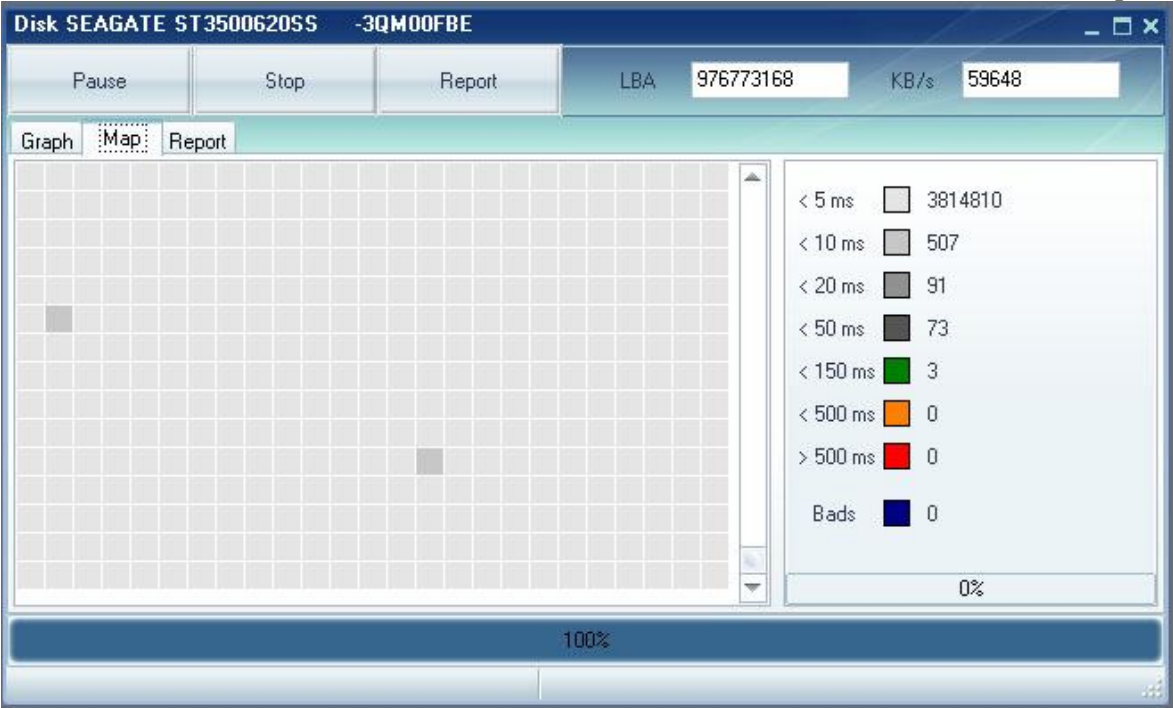 Disk SEAGATE ST3500620SS -3QM00FBE
Pause Stop Report LBA 976773168 KB/s 59648
Graph Map Report
< 5 ms 3814810
< 10 ms 507
< 20 ms 91
< 50 ms 73
< 150 ms 3
< 500 ms 0
> 500 ms 0
Bads 0
0%
100%